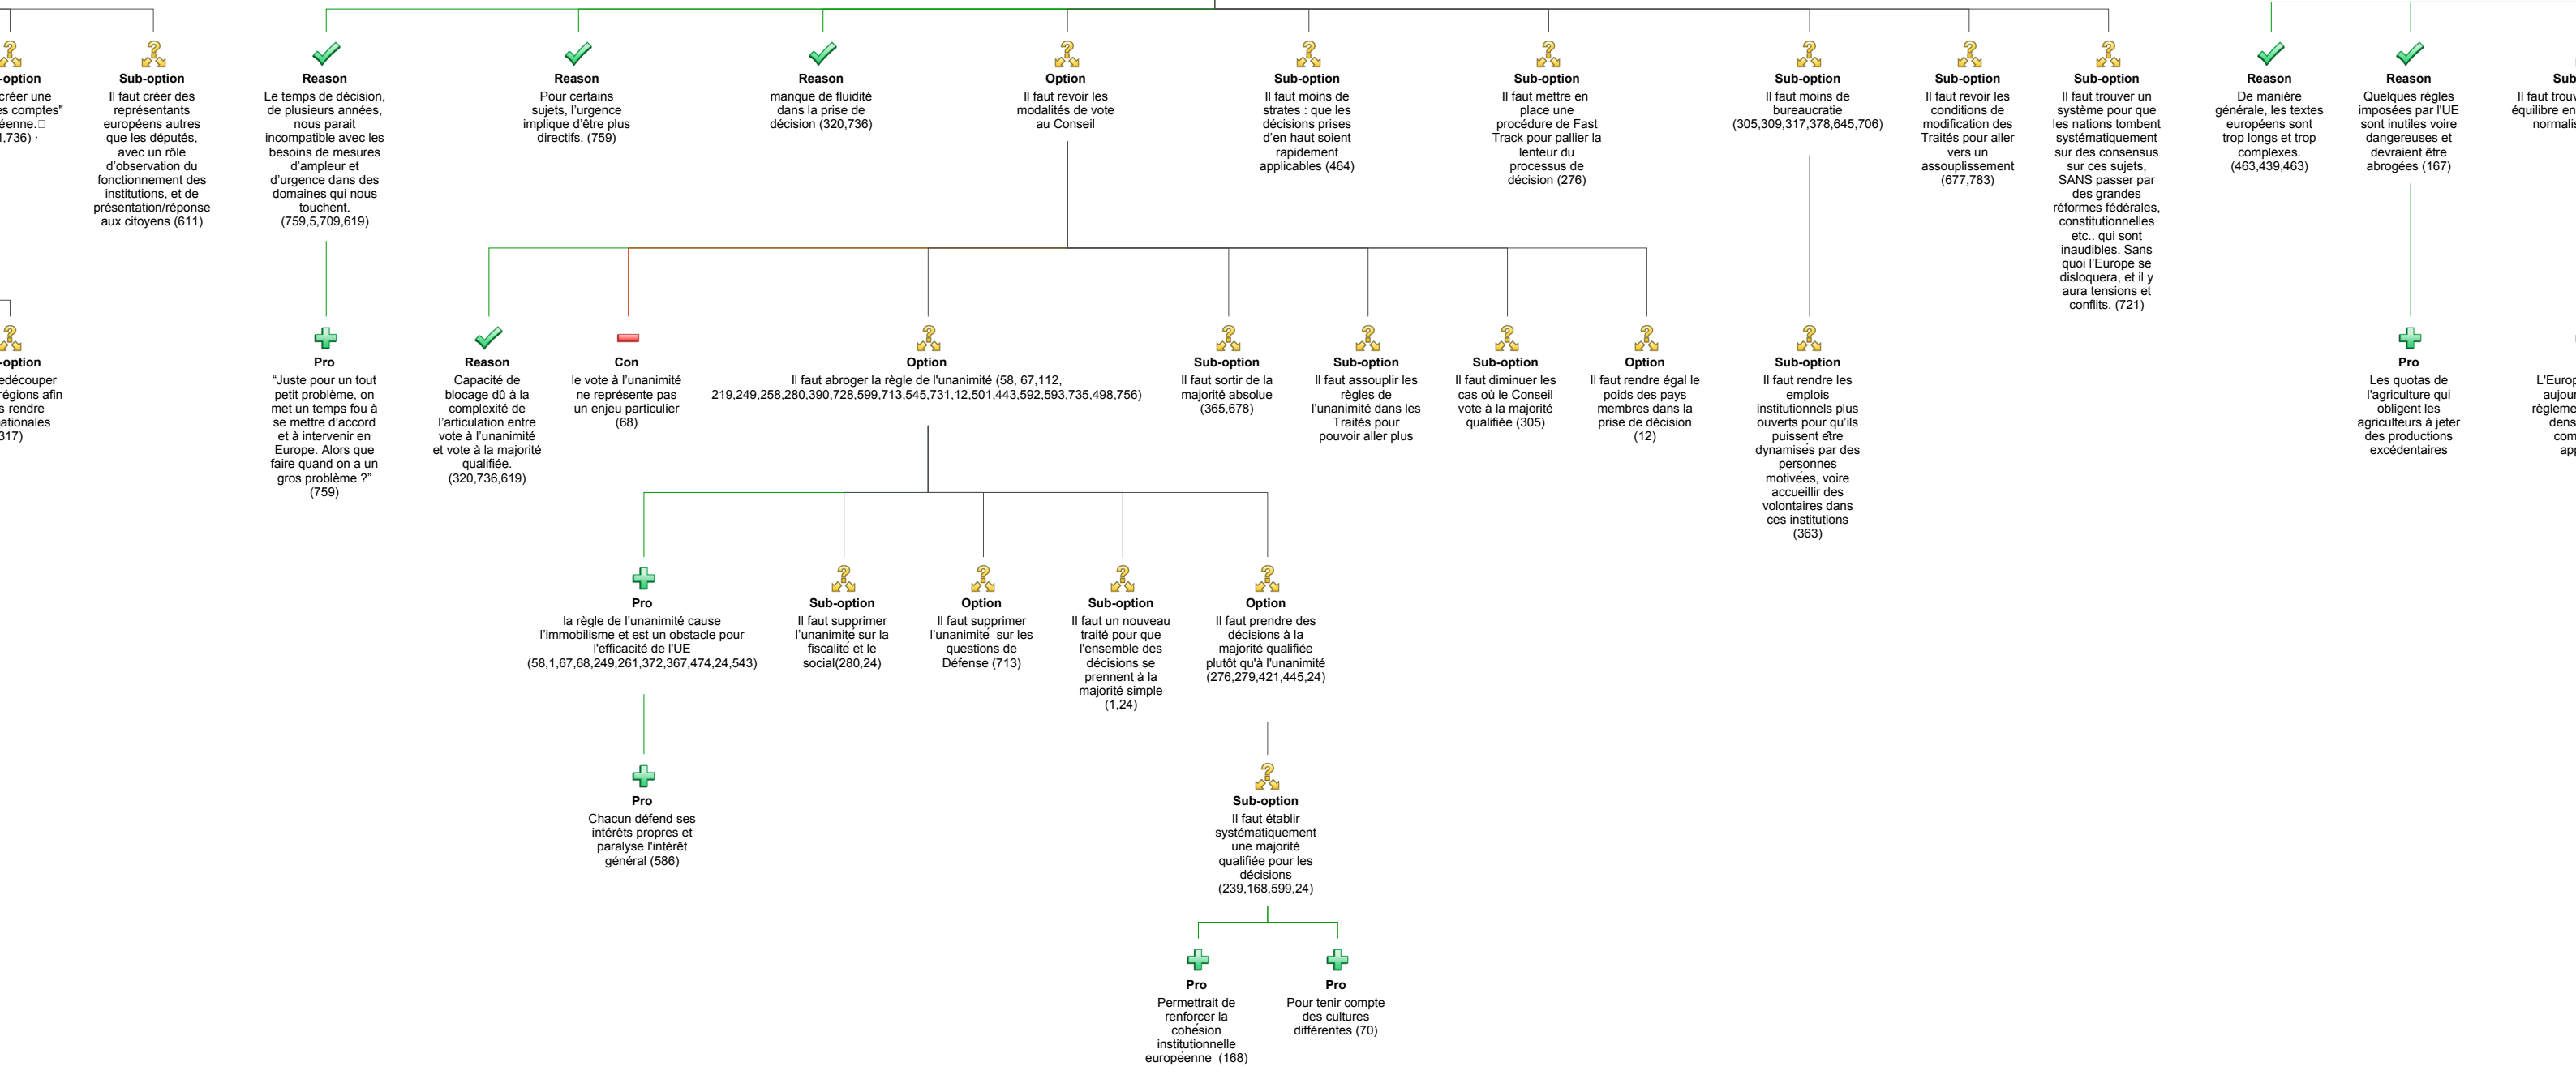 -option
créer une
es comptes"
éenne.
1,736) ·
Sub-option
Il faut créer des
représentants
européens autres
que les députés,
avec un rôle
d'observation du
fonctionnement des
institutions, et de
présentation/réponse
aux citoyens (611)
Reason
Le temps de décision,
de plusieurs années,
nous parait
incompatible avec les
besoins de mesures
d'ampleur et
d'urgence dans des
domaines qui nous
touchent.
(759,5,709,619)
Reason
Pour certains
sujets, l'urgence
implique d'être plus
directifs. (759)
Reason
manque de fluidité
dans la prise de
décision (320,736)
Option
Il faut revoir les
modalités de vote
au Conseil
Sub-option
Il faut moins de
strates : que les
décisions prises
d'en haut soient
rapidement
applicables (464)
Sub-option
Il faut mettre en
place une
procédure de Fast
Track pour pallier la
lenteur du
processus de
décision (276)
Sub-option
Il faut moins de
bureaucratie
(305,309,317,378,645,706)
Sub-option
Il faut revoir les
conditions de
modification des
Traités pour aller
vers un
assouplissement
(677,783)
Sub-option
Il faut trouver un
système pour que
les nations tombent
systématiquement
sur des consensus
sur ces sujets,
SANS passer par
des grandes
réformes fédérales,
constitutionnelles
etc.. qui sont
inaudibles. Sans
quoi l'Europe se
disloquera, et il y
aura tensions et
conflits. (721)
Reason
De manière
générale, les textes
européens sont
trop longs et trop
complexes.
(463,439,463)
Reason
Quelques règles
imposées par l'UE
sont inutiles voire
dangereuses et
devraient être
abrogées (167)
Sub
Il faut trouv
équilibre en
normalis
-option
edécouper
régions afin
s rendre
ationales
317)
Pro
“Juste pour un tout
petit problème, on
met un temps fou à
se mettre d'accord
et à intervenir en
Europe. Alors que
faire quand on a un
gros problème ?”
(759)
Reason
Capacité de
blocage dû à la
complexité de
l'articulation entre
vote à l'unanimité
et vote à la majorité
qualifiée.
(320,736,619)
Con
le vote à l'unanimité
ne représente pas
un enjeu particulier
(68)
Option
Il faut abroger la règle de l'unanimité (58, 67,112,
219,249,258,280,390,728,599,713,545,731,12,501,443,592,593,735,498,756)
Sub-option
Il faut sortir de la
majorité absolue
(365,678)
Sub-option
Il faut assouplir les
règles de
l'unanimité dans les
Traités pour
pouvoir aller plus
Sub-option
Il faut diminuer les
cas où le Conseil
vote à la majorité
qualifiée (305)
Option
Il faut rendre égal le
poids des pays
membres dans la
prise de décision
(12)
Sub-option
Il faut rendre les
emplois
institutionnels plus
ouverts pour qu'ils
puissent être
dynamisés par des
personnes
motivées, voire
accueillir des
volontaires dans
ces institutions
(363)
Pro
Les quotas de
l'agriculture qui
obligent les
agriculteurs à jeter
des productions
excédentaires
L'Europ
aujour
règleme
dens
com
app
Pro
la règle de l'unanimité cause
l'immobilisme et est un obstacle pour
l'efficacité de l'UE
(58,1,67,68,249,261,372,367,474,24,543)
Sub-option
Il faut supprimer
l'unanimité sur la
fiscalité et le
social(280,24)
Option
Il faut supprimer
l'unanimité sur les
questions de
Défense (713)
Sub-option
Il faut un nouveau
traité pour que
l'ensemble des
décisions se
prennent à la
majorité simple
(1,24)
Option
Il faut prendre des
décisions à la
majorité qualifiée
plutôt qu'à l'unanimité
(276,279,421,445,24)
Pro
Chacun défend ses
intérêts propres et
paralyse l'intérêt
général (586)
Sub-option
Il faut établir
systématiquement
une majorité
qualifiée pour les
décisions
(239,168,599,24)
Pro
Permettrait de
renforcer la
cohésion
institutionnelle
européenne (168)
Pro
Pour tenir compte
des cultures
différentes (70)